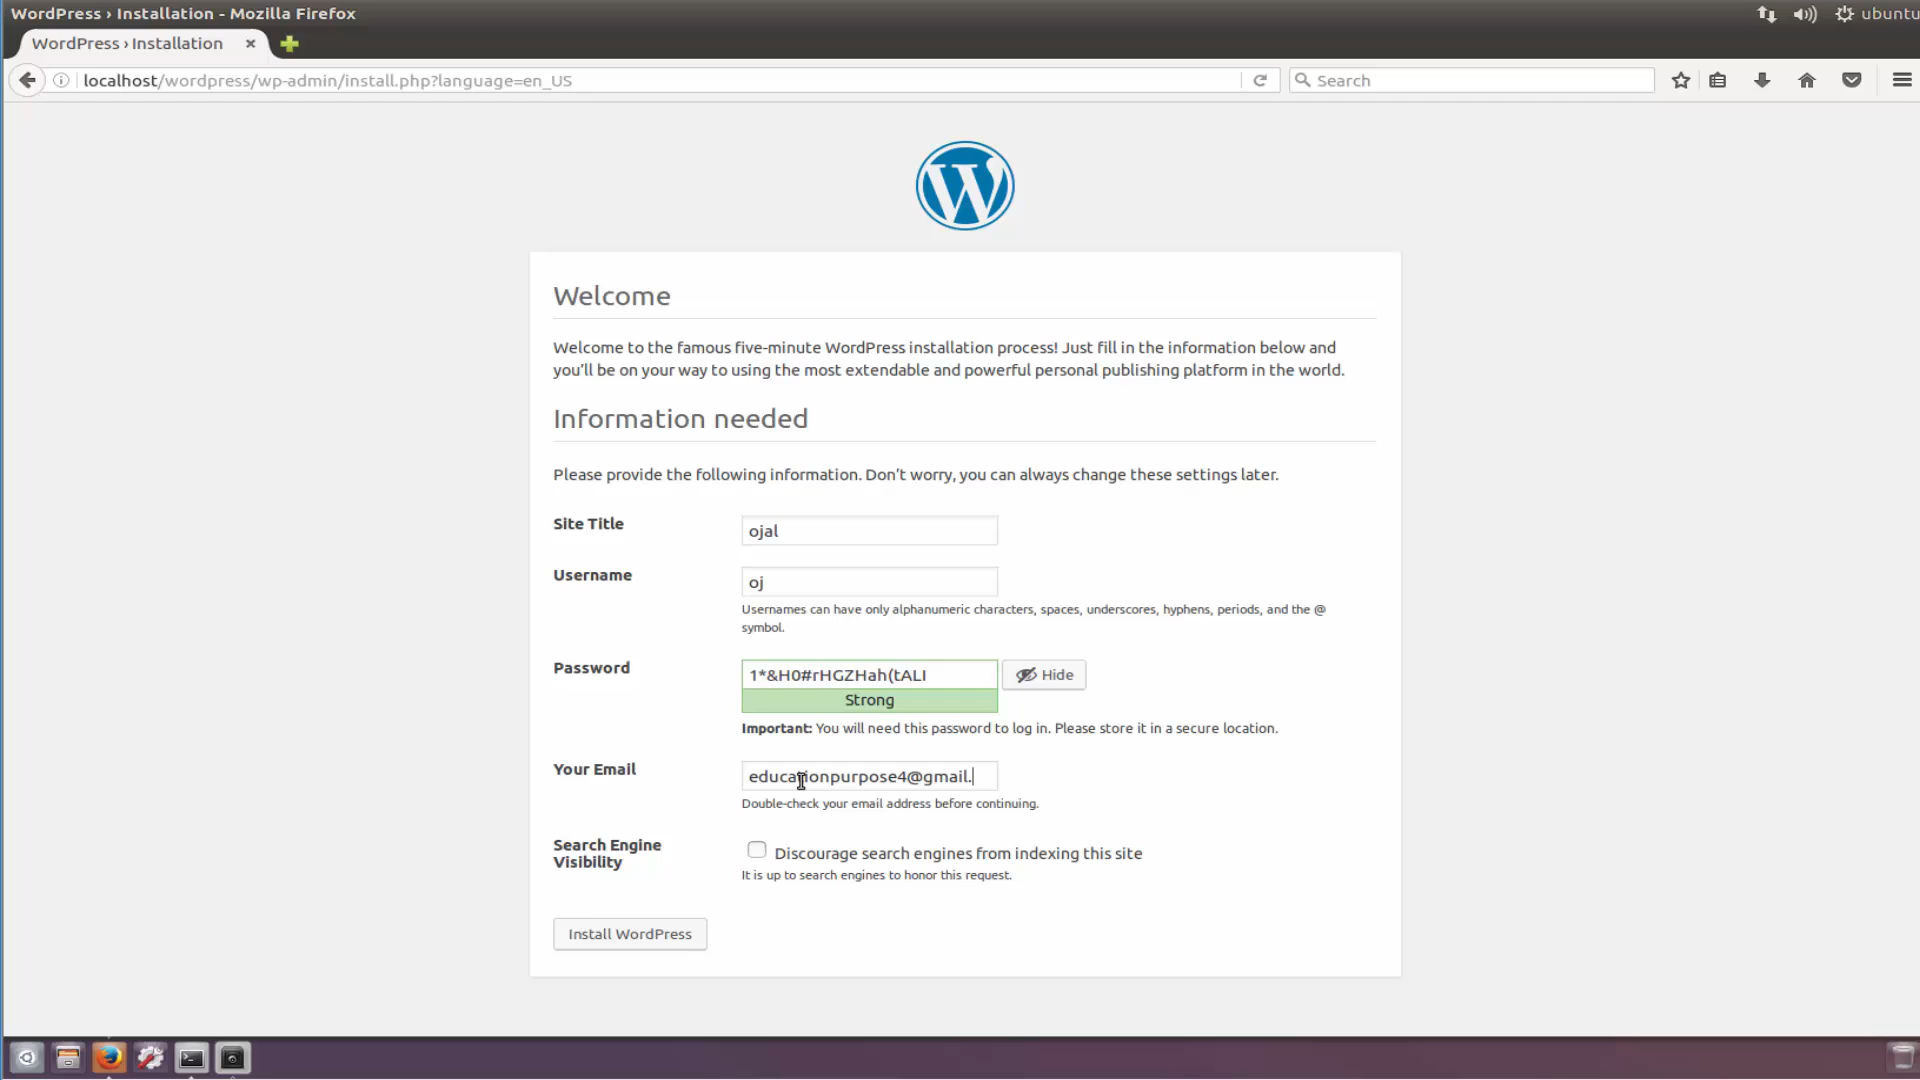 WordPress › Installation - Mozilla Firefox
ubuntu
WordPress › Installation
localhost/wordpress/wp-admin/install.php?language=en_US
Search
Welcome
Welcome to the famous five-minute WordPress installation process! Just fill in the information below and
you’ll be on your way to using the most extendable and powerful personal publishing platform in the world.
Information needed
Please provide the following information. Don’t worry, you can always change these settings later.
Site Title
ojal
Username
oj
Usernames can have only alphanumeric characters, spaces, underscores, hyphens, periods, and the @
symbol.
Password
1*&H0#rHGZHah(tALI
Hide
Strong
Important: You will need this password to log in. Please store it in a secure location.
Your Email
educationpurpose4@gmail.
Double-check your email address before continuing.
Search Engine
Visibility
Discourage search engines from indexing this site
It is up to search engines to honor this request.
Install WordPress